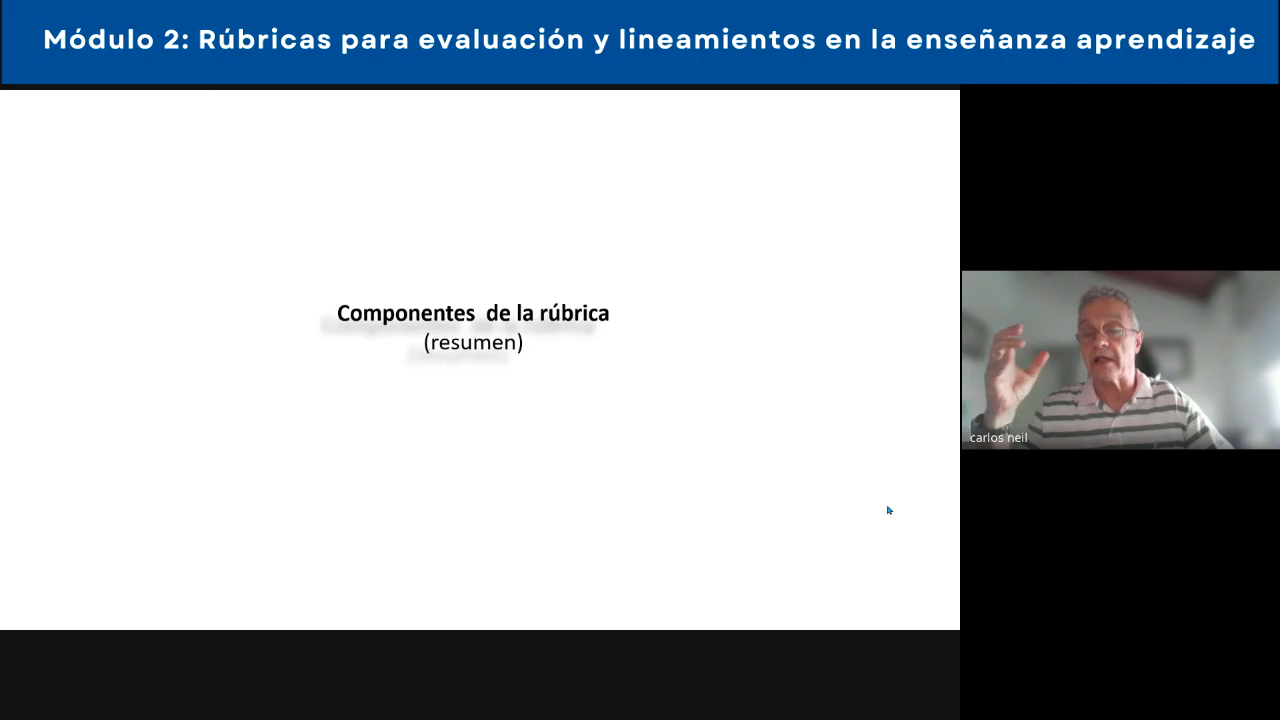 Módulo 2: Rúbricas para evaluación y lineamientos en la enseñanza aprendizaje
Componentes de la rúbrica
(resumen)
carlos neil